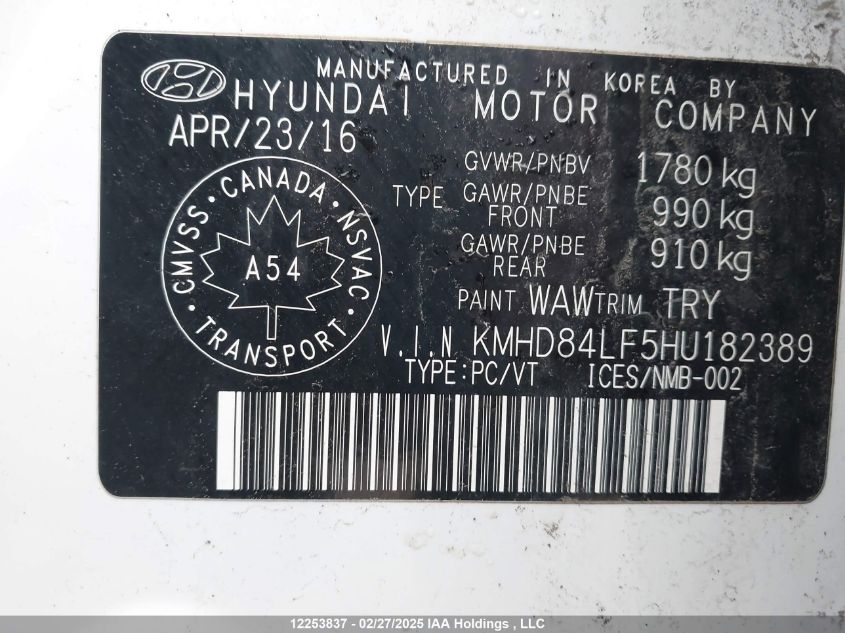 MANUFACTURED IN KOREA BY
HYUNDAI MOTOR COMPANY
APR/23/16
GVWR/PNBV 1780 kg
TYPE GAWR/PNBE FRONT 990 kg
GAWR/PNBE REAR 910 kg
CMVSS · CANADA · NSVAC · TRANSPORT ·
A54
PAINT WAW TRIM TRY
V.I.N KMHD84LF5HU182389
TYPE:PC/VT ICES/NMB-002
12253837 - 02/27/2025 IAA Holdings , LLC